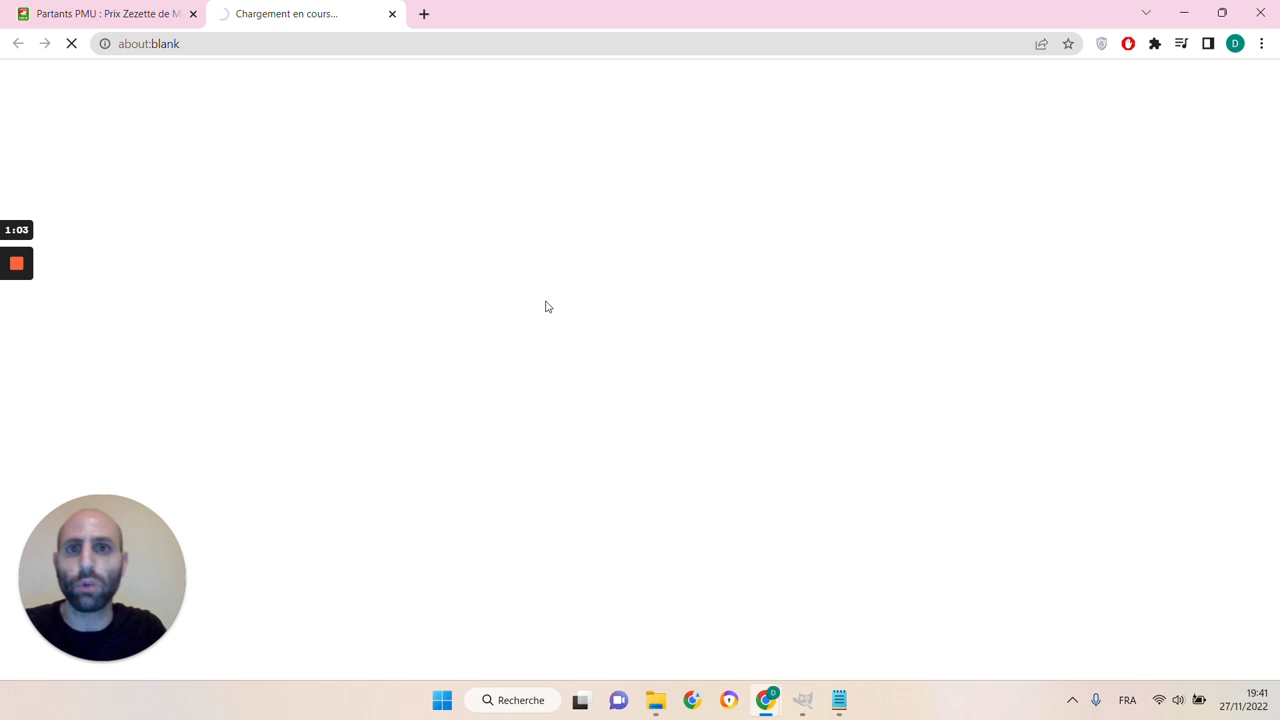 Partants PMU : Prix Zezette de M
Chargement en cours...
about:blank
D
1:03
Recherche
D
FRA
19:41
27/11/2022